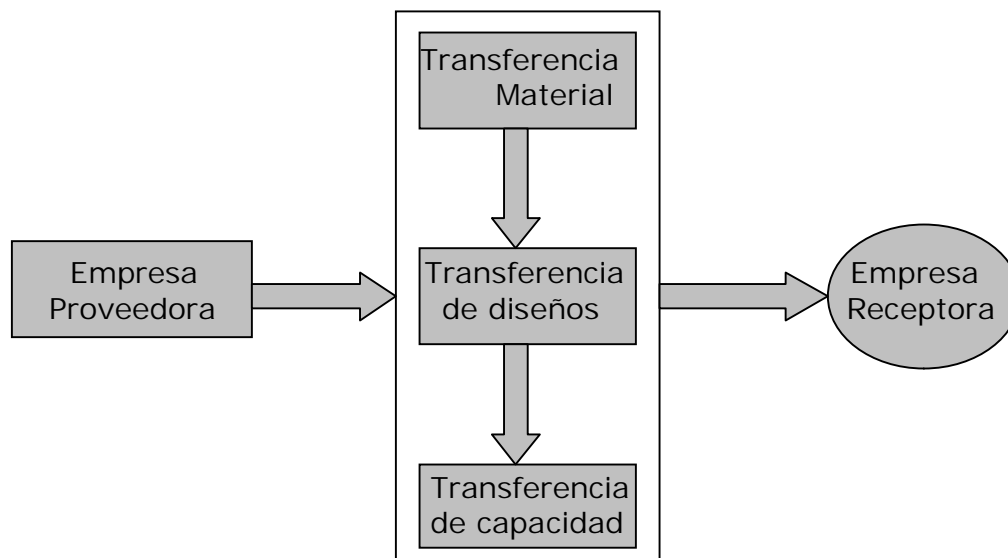 Transferencia
Material
Empresa
Proveedora
Transferencia
de diseños
Empresa
Receptora
Transferencia
de capacidad